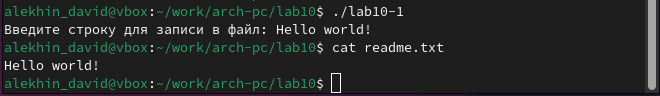 alekhin_david@vbox:~/work/arch-pc/lab10$ ./lab10-1
Введите строку для записи в файл: Hello world!
alekhin_david@vbox:~/work/arch-pc/lab10$ cat readme.txt
Hello world!
alekhin_david@vbox:~/work/arch-pc/lab10$